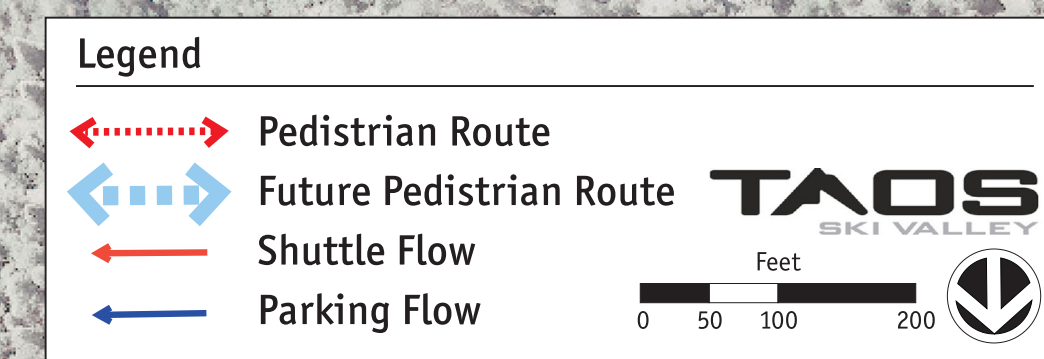 Legend
Pedistrian Route
Future Pedistrian Route
Shuttle Flow
Parking Flow
TAOS
SKI VALLEY
Feet
0 50 100 200